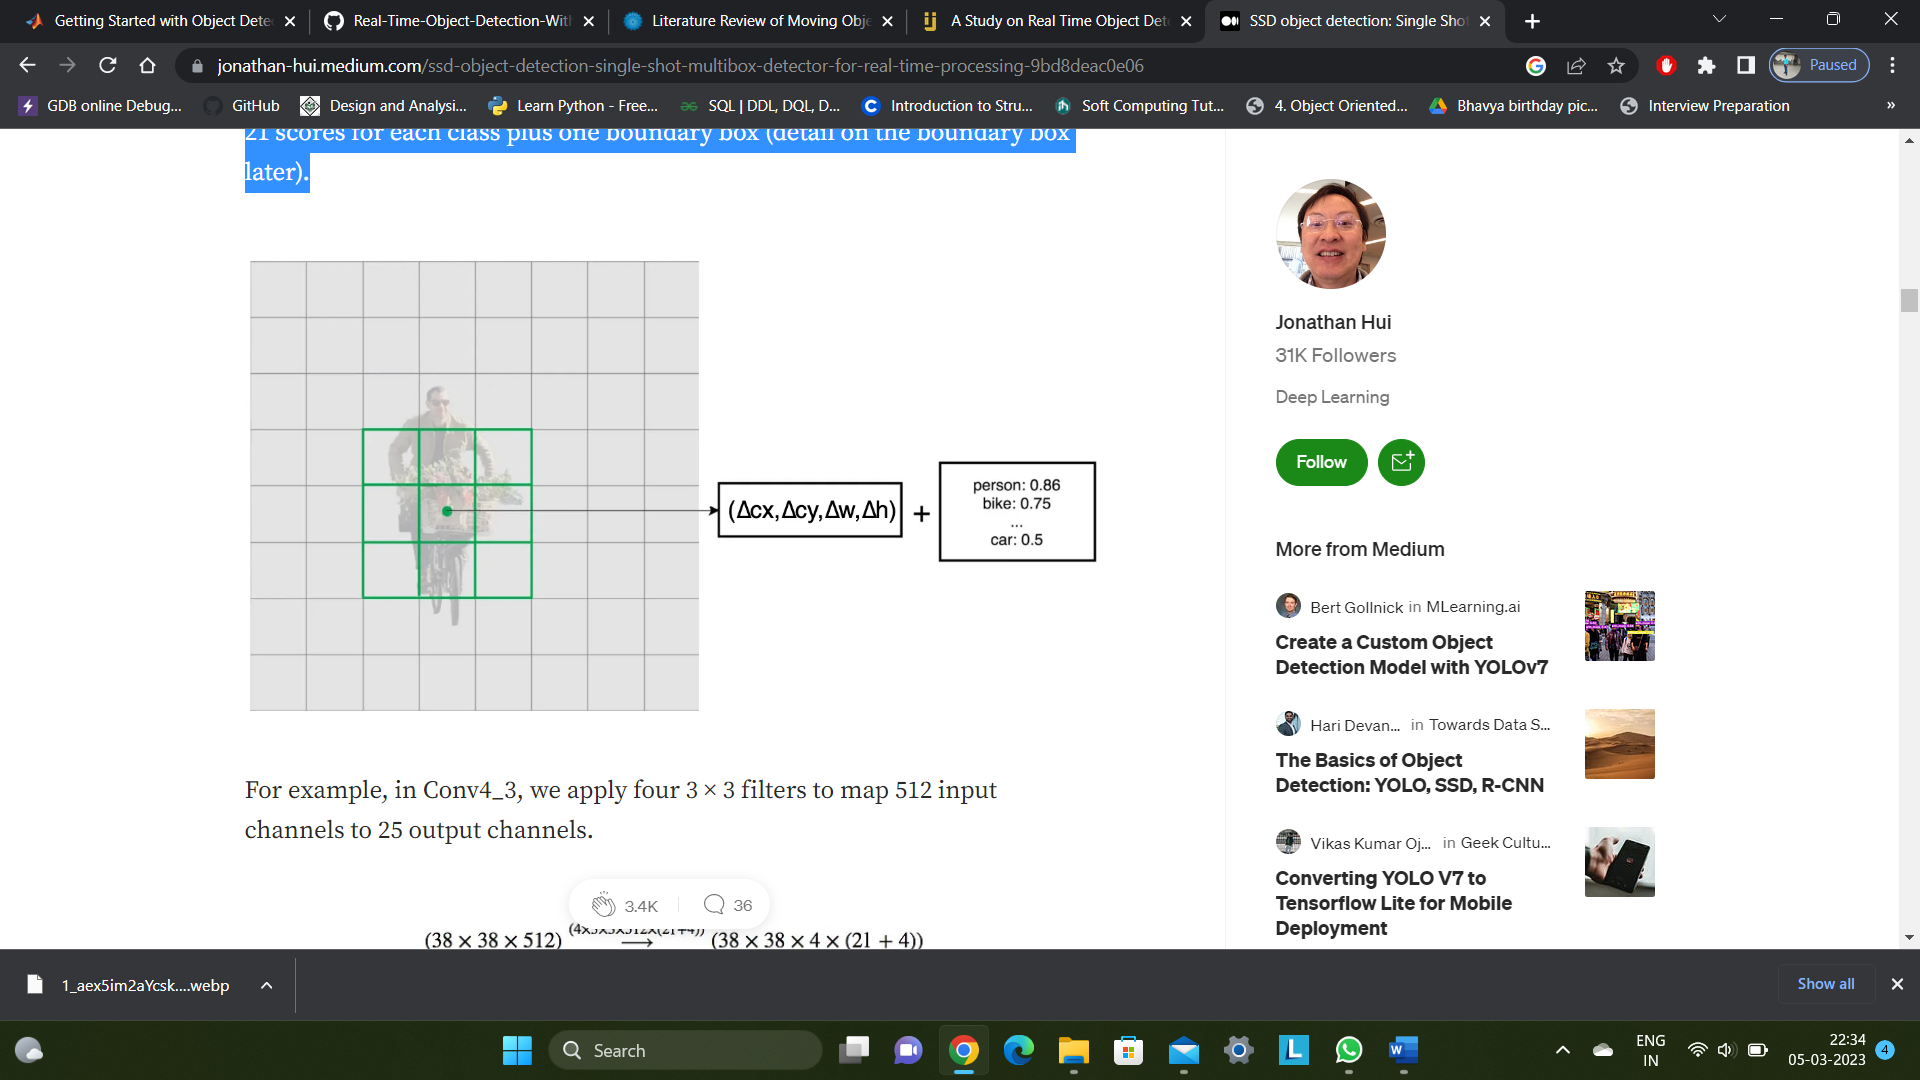 Getting Started with Object Dete
Real-Time-Object-Detection-Wit
Literature Review of Moving Obje
A Study on Real Time Object Det
SSD object detection: Single Shot
jonathan-hui.medium.com/ssd-object-detection-single-shot-multibox-detector-for-real-time-processing-9bd8deac0e06
Paused
GDB online Debug...
GitHub
Design and Analysi...
Learn Python - Free...
SQL | DDL, DQL, D...
Introduction to Stru...
Soft Computing Tut...
4. Object Oriented...
Bhavya birthday pic...
Interview Preparation
»
21 scores for each class plus one boundary box (detail on the boundary box
later).
(Δcx,Δcy,Δw,Δh)
+
person: 0.86
bike: 0.75
...
car: 0.5
For example, in Conv4_3, we apply four 3 × 3 filters to map 512 input
channels to 25 output channels.
3.4K
36
(4×3×3×512×(21+4))
(38 × 38 × 512) ⟶ (38 × 38 × 4 × (21 + 4))
Jonathan Hui
31K Followers
Deep Learning
Follow
More from Medium
Bert Gollnick in MLearning.ai
Create a Custom Object
Detection Model with YOLOv7
Hari Devan... in Towards Data S...
The Basics of Object
Detection: YOLO, SSD, R-CNN
Vikas Kumar Oj... in Geek Cultu...
Converting YOLO V7 to
Tensorflow Lite for Mobile
Deployment
1_aex5im2aYcsk....webp
Show all
Search
ENG
IN
22:34
05-03-2023
4